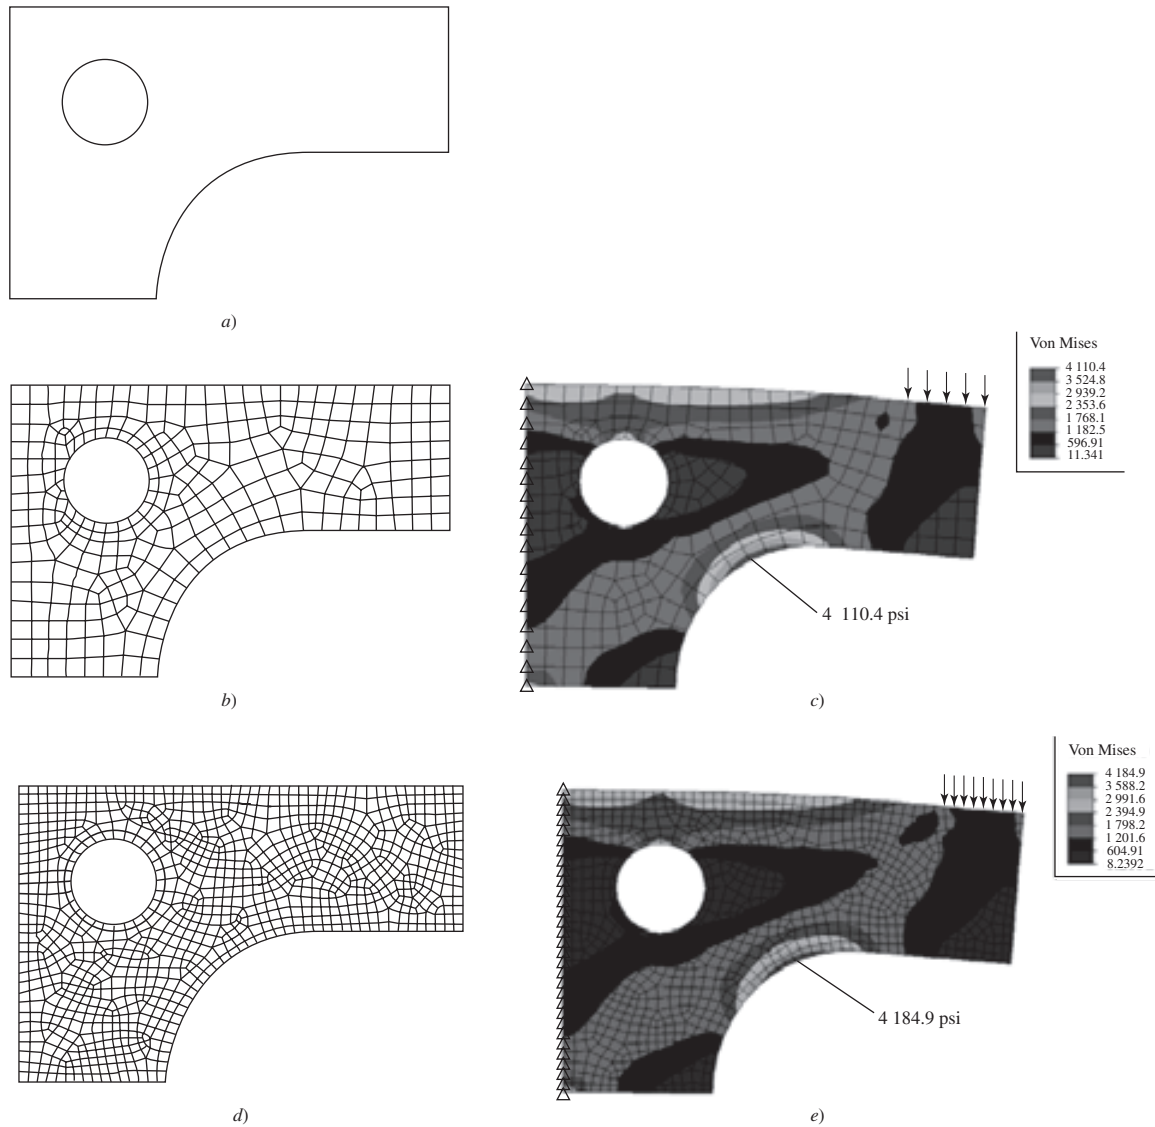 a)
Von Mises
4 110.4
3 524.8
2 939.2
2 353.6
1 768.1
1 182.5
596.91
11.341
4 110.4 psi
b)
c)
Von Mises
4 184.9
3 588.2
2 991.6
2 394.9
1 798.2
1 201.6
604.91
8.2392
4 184.9 psi
d)
e)